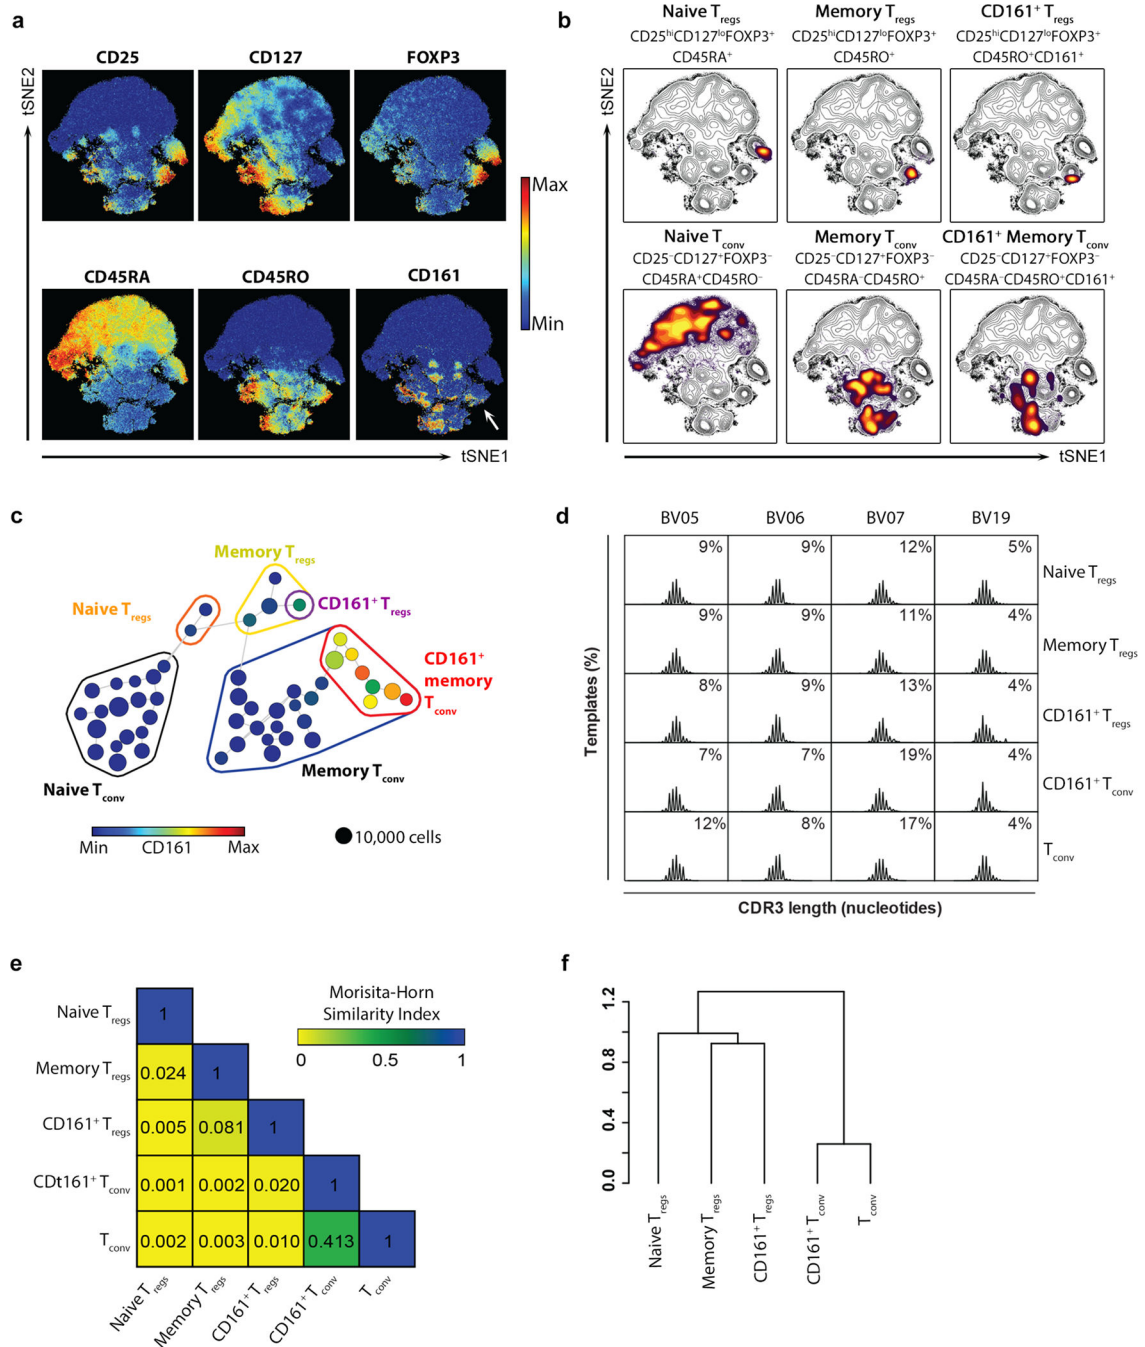 a
CD25 CD127 FOXP3
tSNE2
Max
CD45RA CD45RO CD161
Min
tSNE1
b
Naive Tregs Memory Tregs CD161+ Tregs
CD25hiCD127loFOXP3+ CD25hiCD127loFOXP3+ CD25hiCD127loFOXP3+
CD45RA+ CD45RO+ CD45RO+CD161+
tSNE2
Naive Tconv Memory Tconv CD161+ Memory Tconv
CD25−CD127+FOXP3− CD25−CD127+FOXP3− CD25−CD127+FOXP3−
CD45RA+CD45RO− CD45RA−CD45RO+ CD45RA−CD45RO+CD161+
tSNE1
c
Memory Tregs
Naive Tregs
CD161+ Tregs
CD161+
memory
Tconv
Memory Tconv
Naive Tconv
Min CD161 Max
10,000 cells
d
BV05 BV06 BV07 BV19
9% 9% 12% 5%
Naive Tregs
9% 9% 11% 4%
Memory Tregs
8% 9% 13% 4%
CD161+ Tregs
7% 7% 19% 4%
CD161+ Tconv
12% 8% 17% 4%
Tconv
Templates (%)
CDR3 length (nucleotides)
e
Morisita-Horn
Similarity Index
0 0.5 1
Naive Tregs 1
Memory Tregs 0.024 1
CD161+ Tregs 0.005 0.081 1
CDt161+ Tconv 0.001 0.002 0.020 1
Tconv 0.002 0.003 0.010 0.413 1
Naive Tregs
Memory Tregs
CD161+ Tregs
CD161+ Tconv
Tconv
f
1.2
0.8
0.4
0.0
Naive Tregs
Memory Tregs
CD161+ Tregs
CD161+ Tconv
Tconv